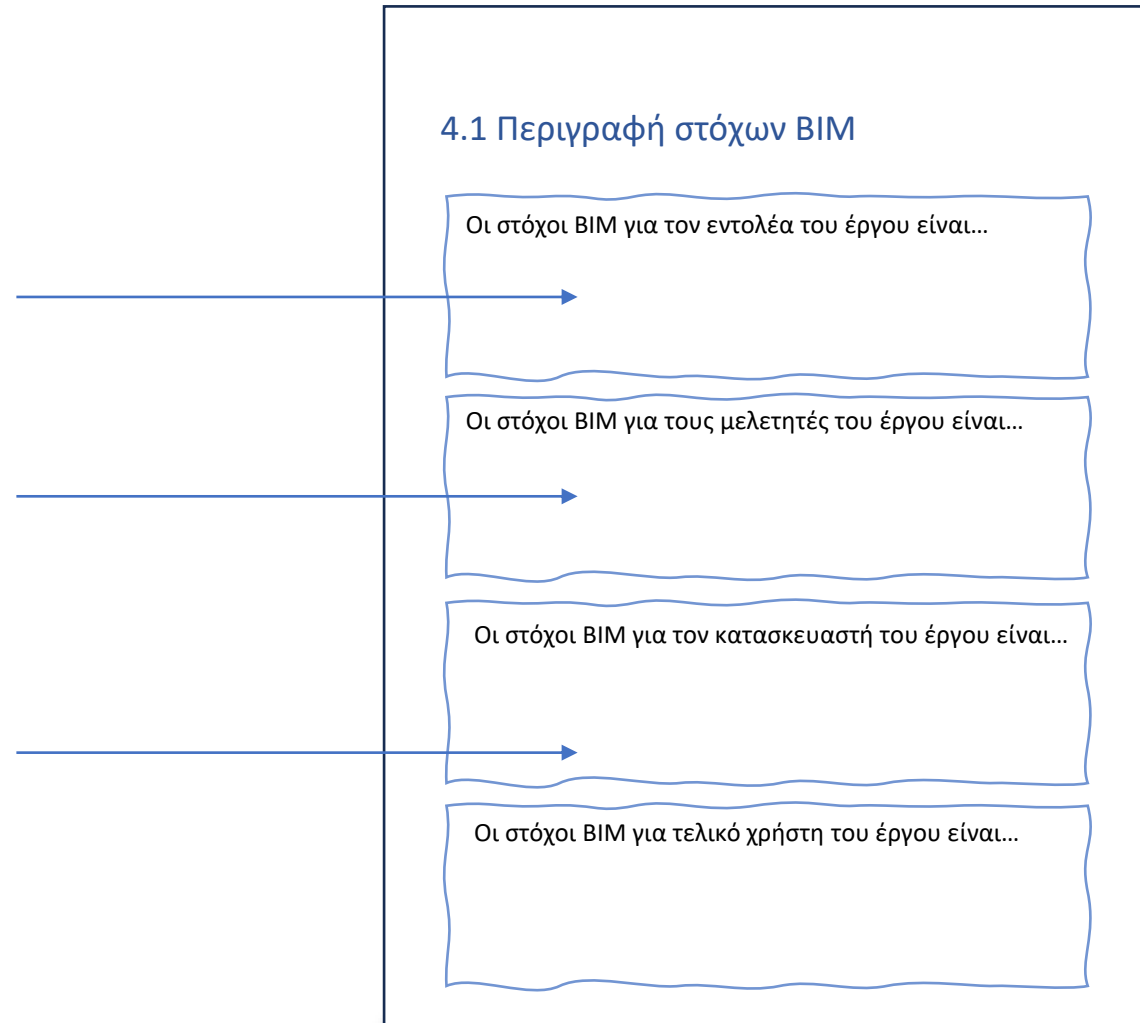 4.1 Περιγραφή στόχων BIM
Οι στόχοι BIM για τον εντολέα του έργου είναι…
Οι στόχοι BIM για τους μελετητές του έργου είναι…
Οι στόχοι BIM για τον κατασκευαστή του έργου είναι…
Οι στόχοι BIM για τελικό χρήστη του έργου είναι…